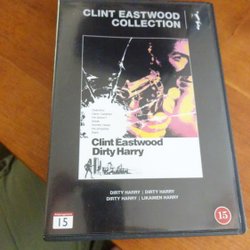 CLINT EASTWOOD
COLLECTION
Clint Eastwood
Dirty Harry
DIRTY HARRY | DIRTY HARRY
DIRTY HARRY | LIKAINEN HARRY
15
15